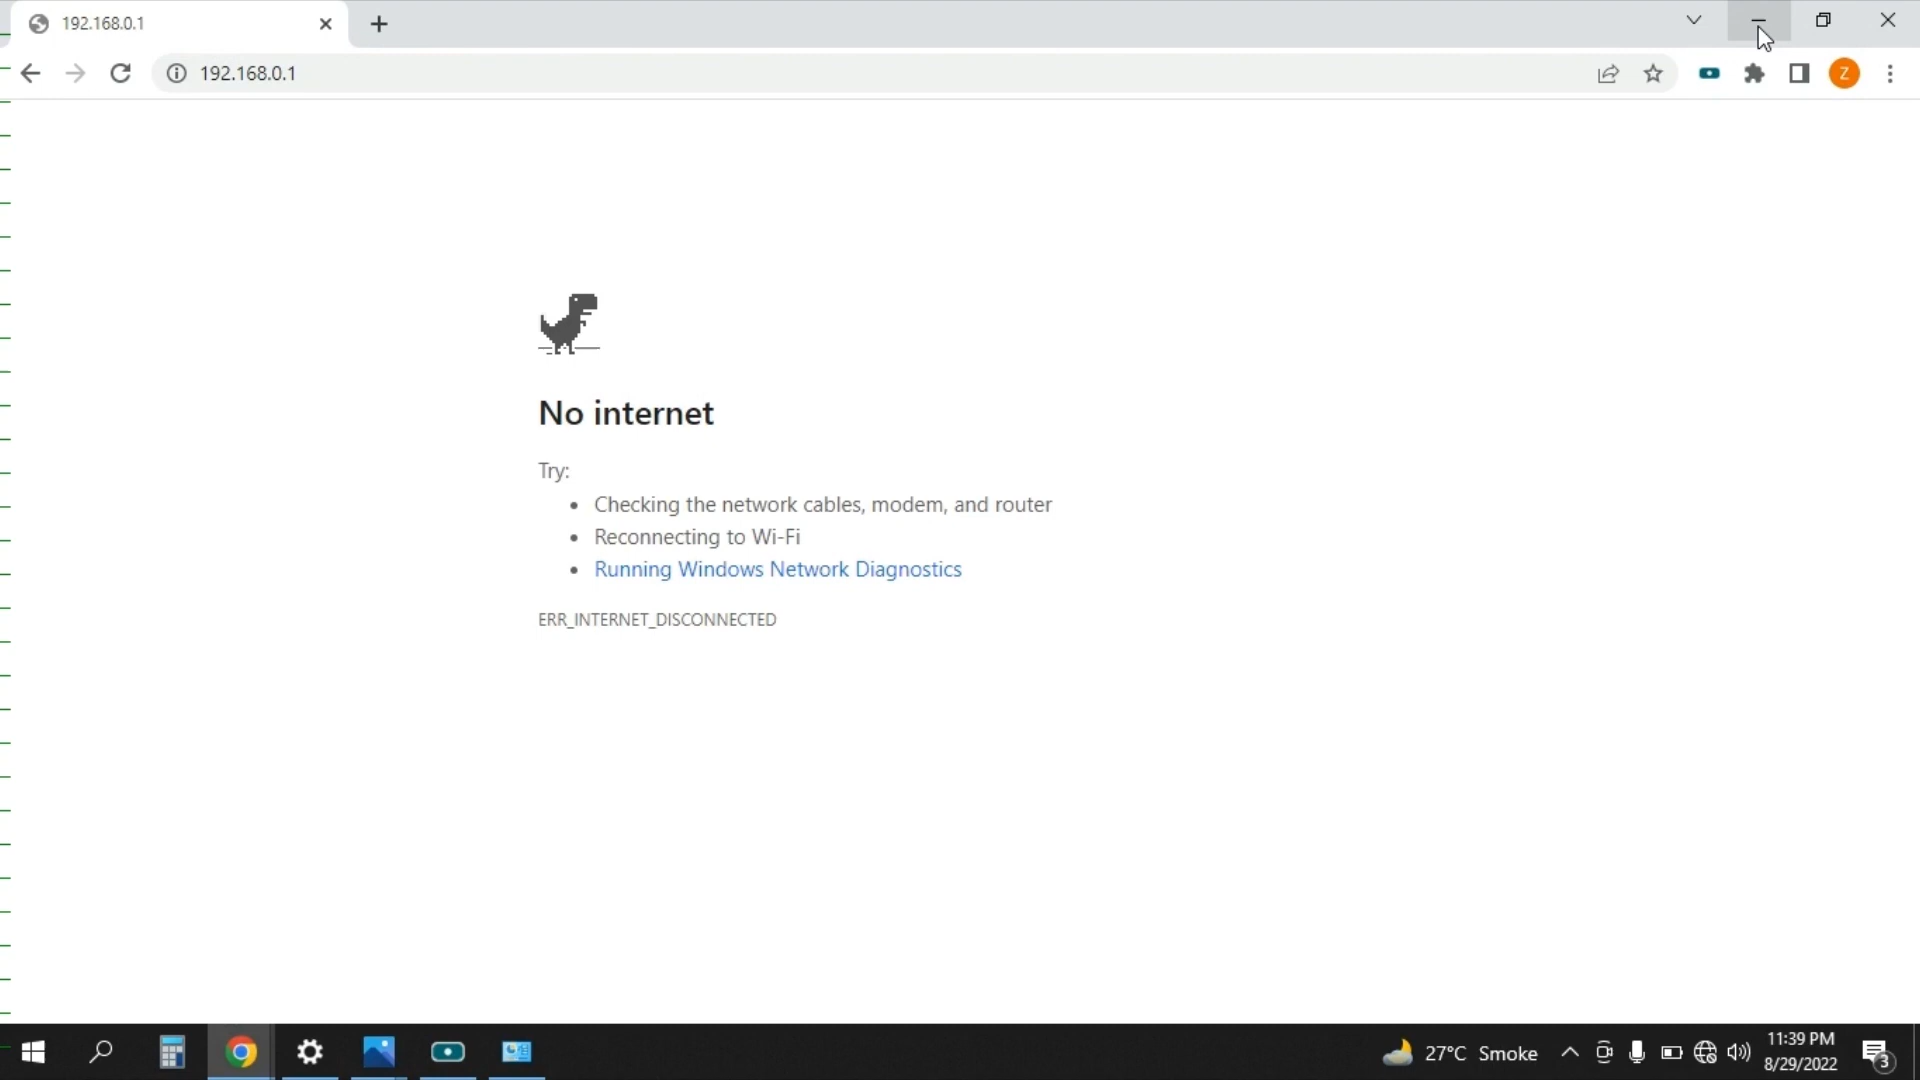 192.168.0.1
192.168.0.1
Z
No internet
Try:
Checking the network cables, modem, and router
Reconnecting to Wi-Fi
Running Windows Network Diagnostics
ERR_INTERNET_DISCONNECTED
27°C Smoke
11:39 PM
8/29/2022
3